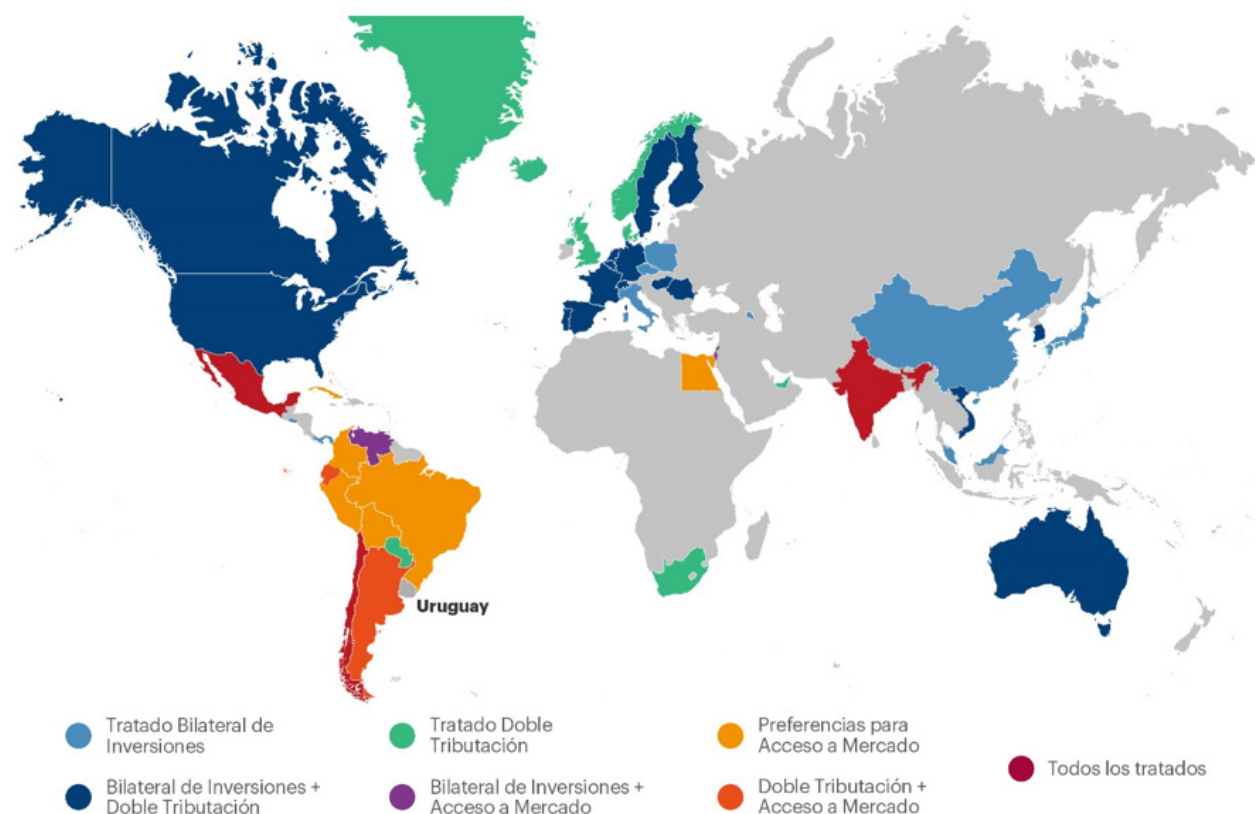 Uruguay
Tratado Bilateral de
Inversiones
Tratado Doble
Tributación
Preferencias para
Acceso a Mercado
Todos los tratados
Bilateral de Inversiones +
Doble Tributación
Bilateral de Inversiones +
Acceso a Mercado
Doble Tributación +
Acceso a Mercado